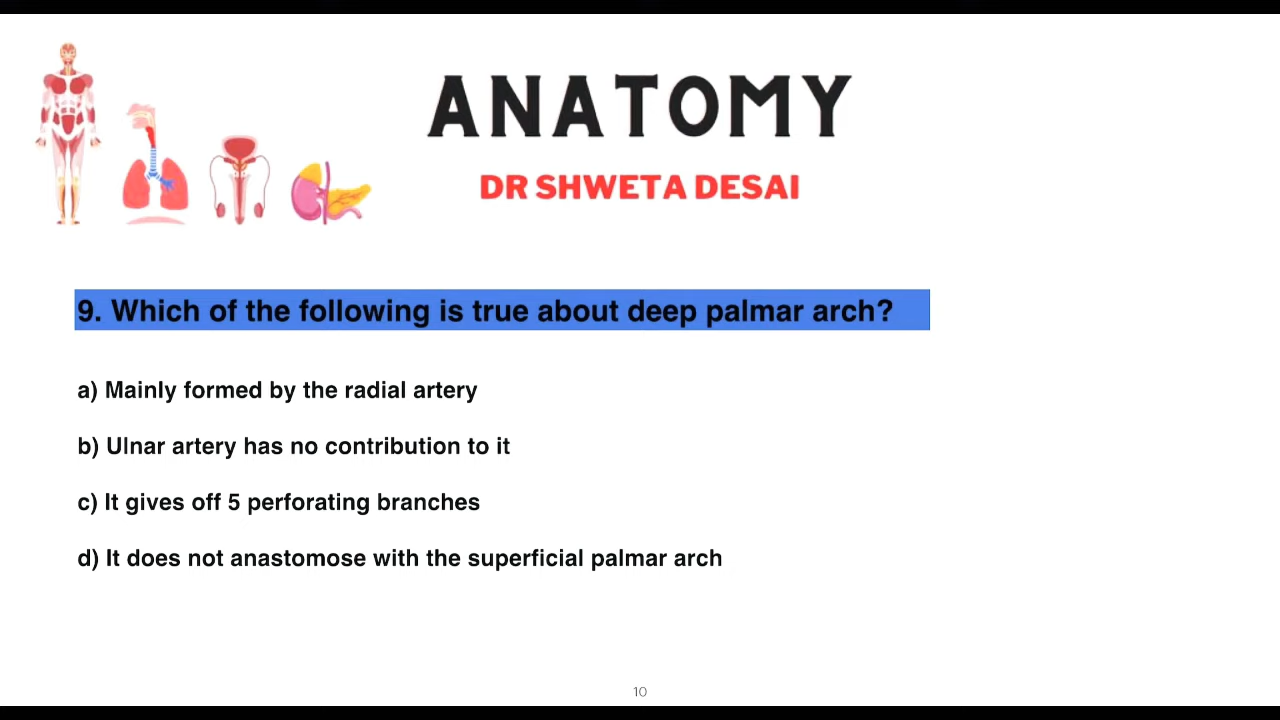 ANATOMY
DR SHWETA DESAI
9. Which of the following is true about deep palmar arch?
a) Mainly formed by the radial artery
b) Ulnar artery has no contribution to it
c) It gives off 5 perforating branches
d) It does not anastomose with the superficial palmar arch
10